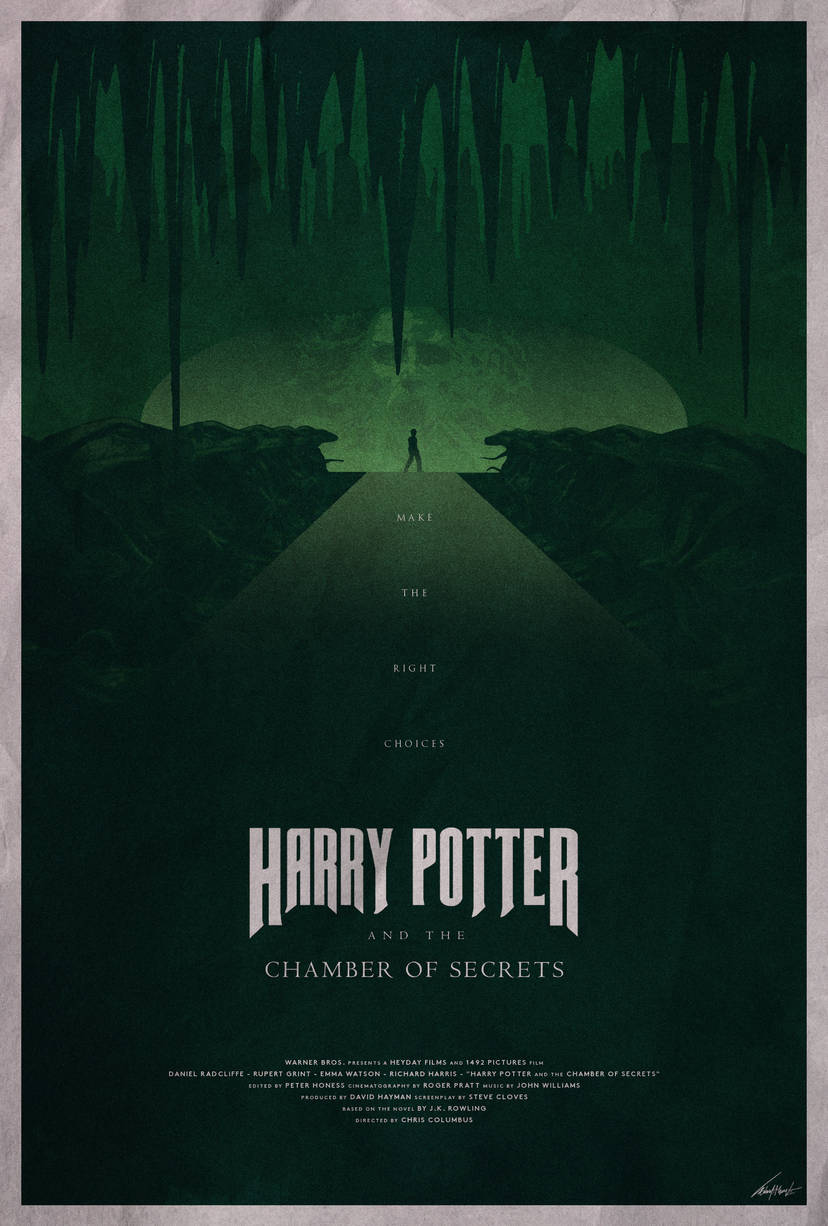 MAKE
THE
RIGHT
CHOICES
HARRY POTTER
AND THE
CHAMBER OF SECRETS
WARNER BROS. PRESENTS A HEYDAY FILMS AND 1492 PICTURES FILM
DANIEL RADCLIFFE - RUPERT GRINT - EMMA WATSON - RICHARD HARRIS - "HARRY POTTER AND THE CHAMBER OF SECRETS"
EDITED BY PETER HONESS CINEMATOGRAPHY BY ROGER PRATT MUSIC BY JOHN WILLIAMS
PRODUCED BY DAVID HAYMAN SCREENPLAY BY STEVE CLOVES
BASED ON THE NOVEL BY J.K. ROWLING
DIRECTED BY CHRIS COLUMBUS